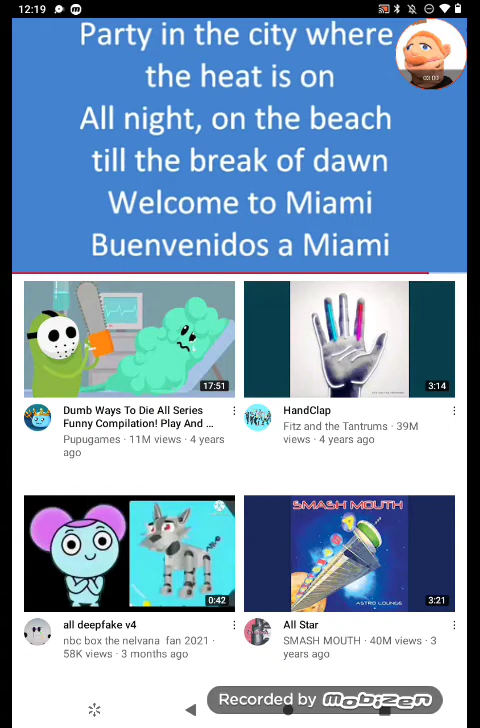 12:19
Party in the city where
the heat is on
All night, on the beach
till the break of dawn
Welcome to Miami
Buenvenidos a Miami
00:00
17:51
3:14
Dumb Ways To Die All Series
Funny Compilation! Play And ...
Pupugames · 11M views · 4 years
ago
HandClap
Fitz and the Tantrums · 39M
views · 4 years ago
0:42
SMASH MOUTH
ASTRO LOUNGE
3:21
all deepfake v4
nbc box the nelvana fan 2021 ·
58K views · 3 months ago
All Star
SMASH MOUTH · 40M views · 3
years ago
Recorded by mobizen